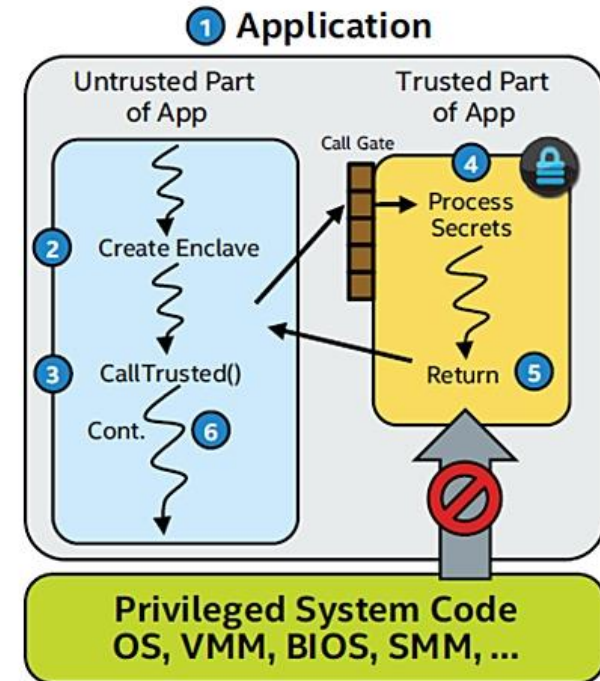 1 Application
Untrusted Part
of App
Trusted Part
of App
Call Gate
4
Process
Secrets
2
Create Enclave
3
CallTrusted()
Return 5
Cont. 6
Privileged System Code
OS, VMM, BIOS, SMM, ...